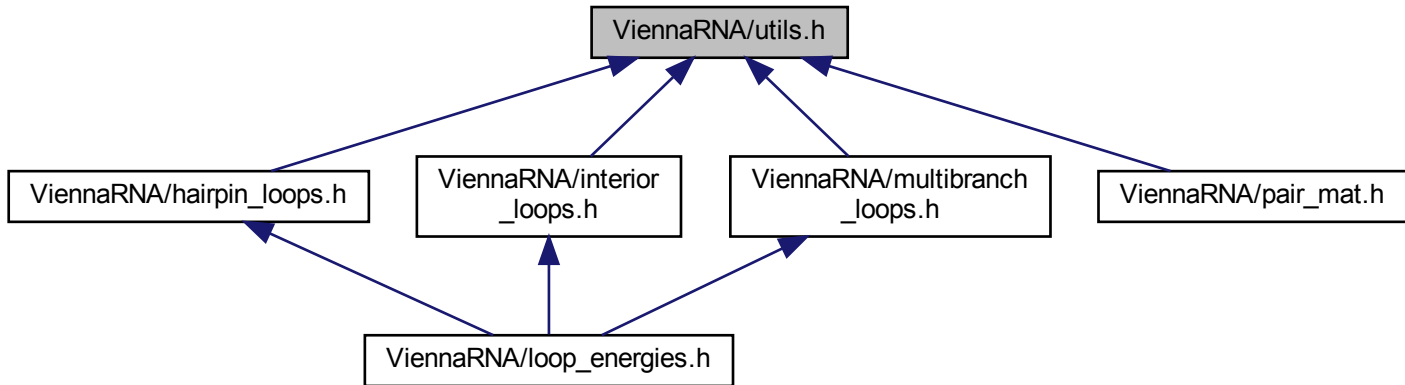 ViennaRNA/utils.h
ViennaRNA/hairpin_loops.h
ViennaRNA/interior
_loops.h
ViennaRNA/multibranch
_loops.h
ViennaRNA/pair_mat.h
ViennaRNA/loop_energies.h